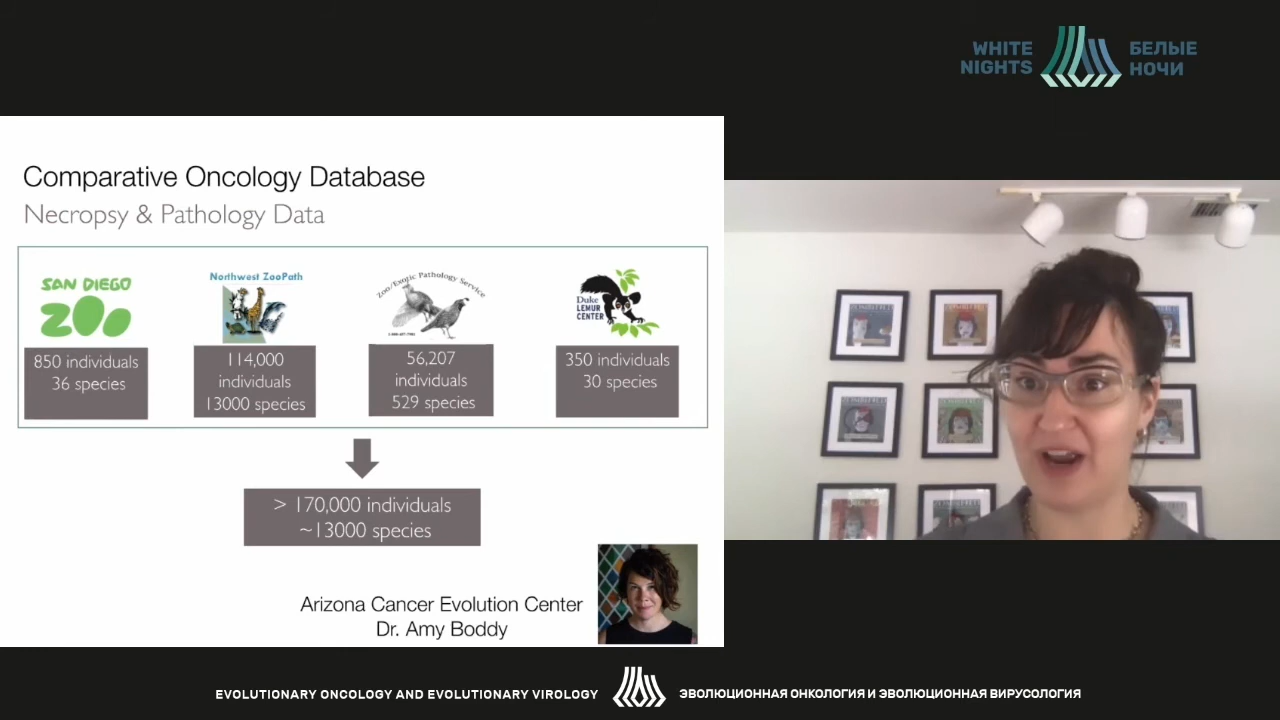 WHITE
NIGHTS
БЕЛЫЕ
НОЧИ
Comparative Oncology Database
Necropsy & Pathology Data
SAN DIEGO
ZOO
850 individuals
36 species
Northwest ZooPath
114,000
individuals
13000 species
Zoo/Exotic Pathology Service
56,207
individuals
529 species
Duke
LEMUR
CENTER
350 individuals
30 species
> 170,000 individuals
~13000 species
Arizona Cancer Evolution Center
Dr. Amy Boddy
EVOLUTIONARY ONCOLOGY AND EVOLUTIONARY VIROLOGY
ЭВОЛЮЦИОННАЯ ОНКОЛОГИЯ И ЭВОЛЮЦИОННАЯ ВИРУСОЛОГИЯ